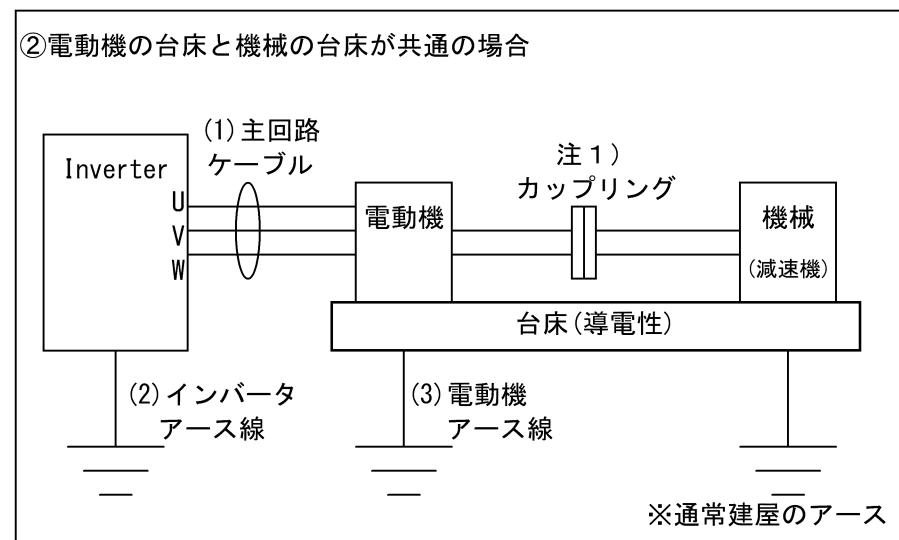 ②電動機の台床と機械の台床が共通の場合
(1)主回路
ケーブル
Inverter
U
V
W
電動機
注１)
カップリング
機械
(減速機)
台床(導電性)
(2)インバータ
アース線
(3)電動機
アース線
※通常建屋のアース